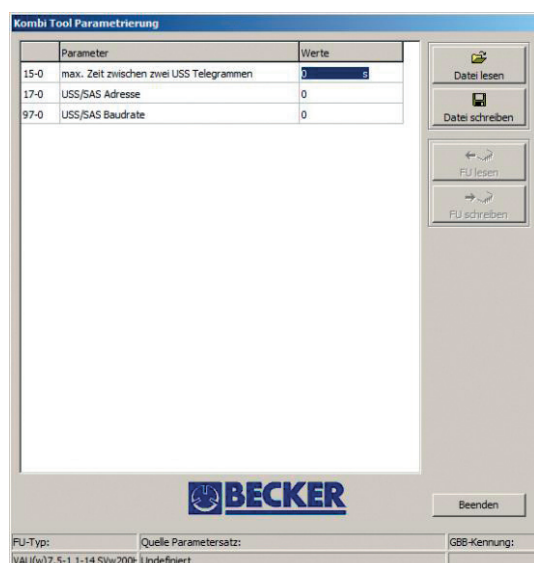 Kombi Tool Parametrierung
Parameter Werte
15-0 max. Zeit zwischen zwei USS Telegrammen 0 s
17-0 USS/SAS Adresse 0
97-0 USS/SAS Baudrate 0
Datei lesen
Datei schreiben
FU lesen
FU schreiben
BECKER
Beenden
FU-Typ: Quelle Parametersatz: GBB-Kennung:
Undefiniert